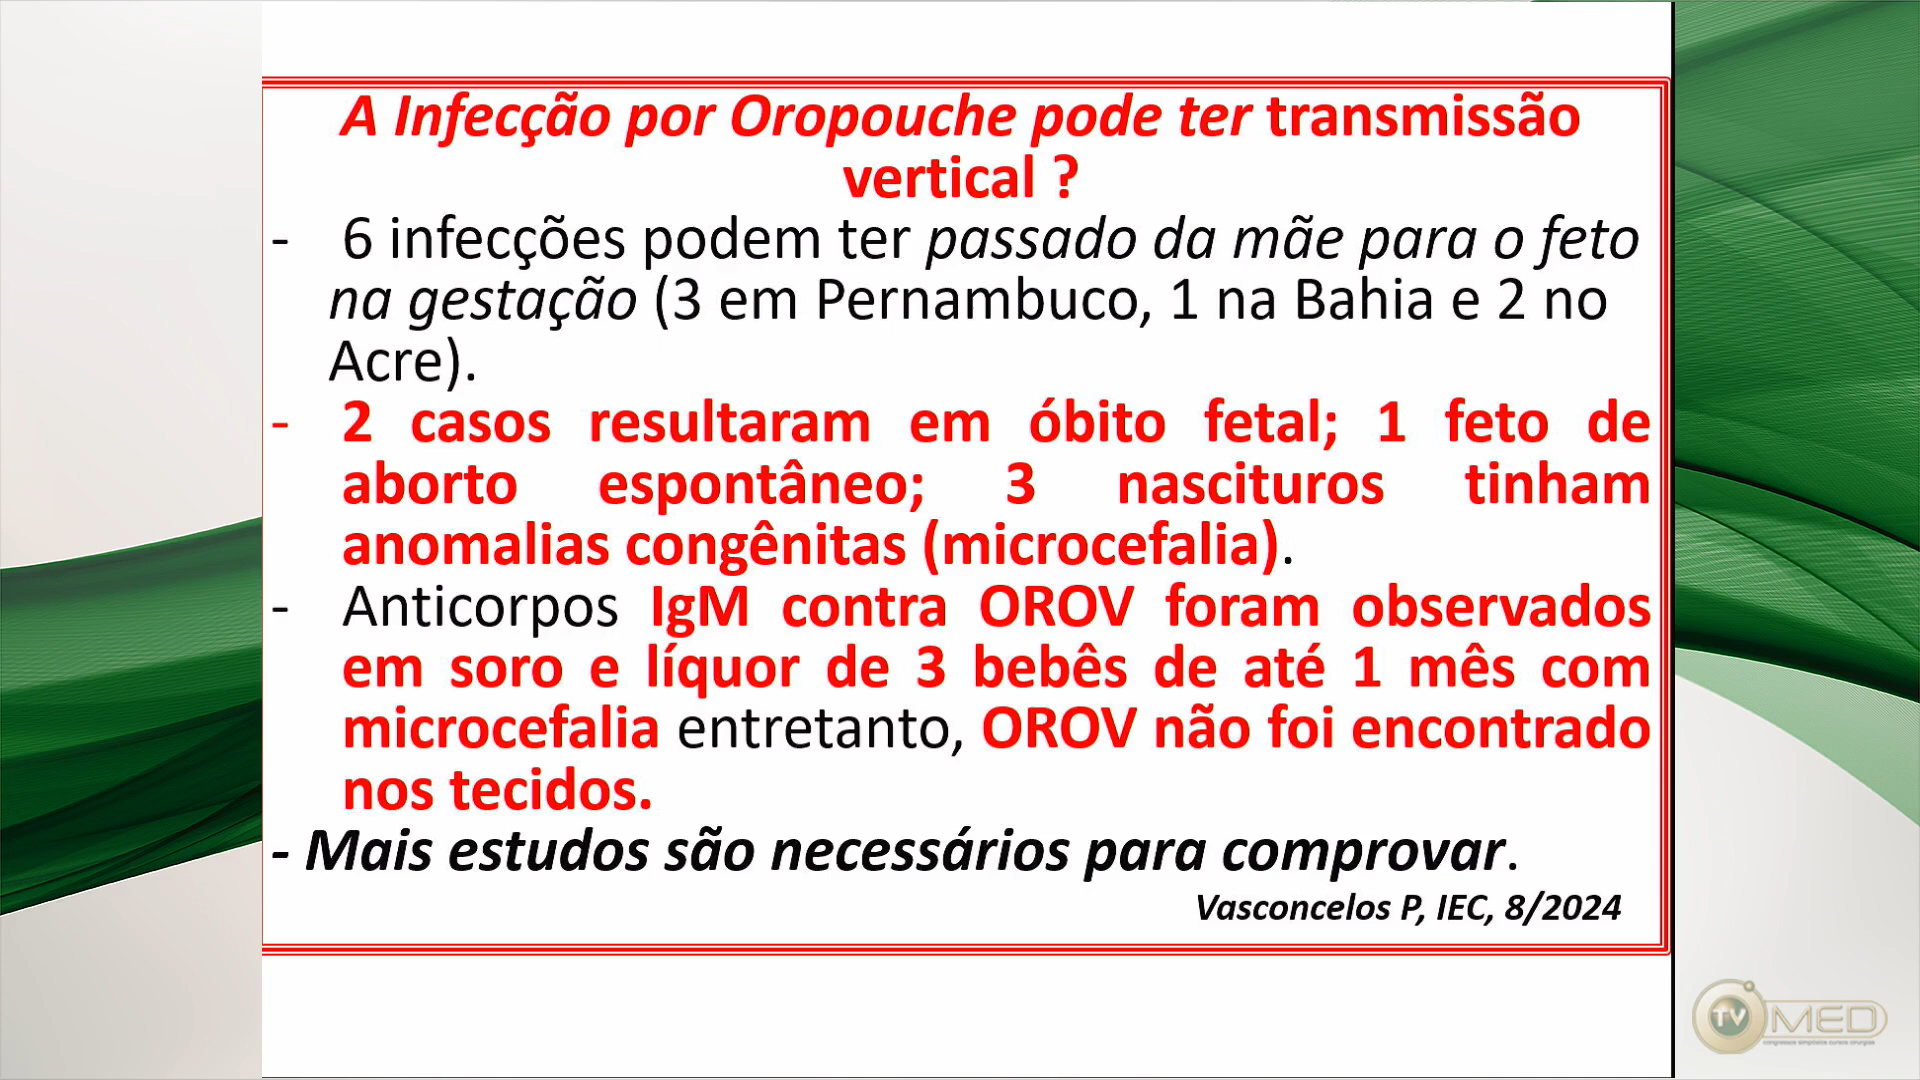 A Infecção por Oropouche pode ter transmissão
vertical ?
- 6 infecções podem ter passado da mãe para o feto
na gestação (3 em Pernambuco, 1 na Bahia e 2 no
Acre).
- 2 casos resultaram em óbito fetal; 1 feto de
aborto espontâneo; 3 nascituros tinham
anomalias congênitas (microcefalia).
- Anticorpos IgM contra OROV foram observados
em soro e líquor de 3 bebês de até 1 mês com
microcefalia entretanto, OROV não foi encontrado
nos tecidos.
- Mais estudos são necessários para comprovar.
Vasconcelos P, IEC, 8/2024
TV MED